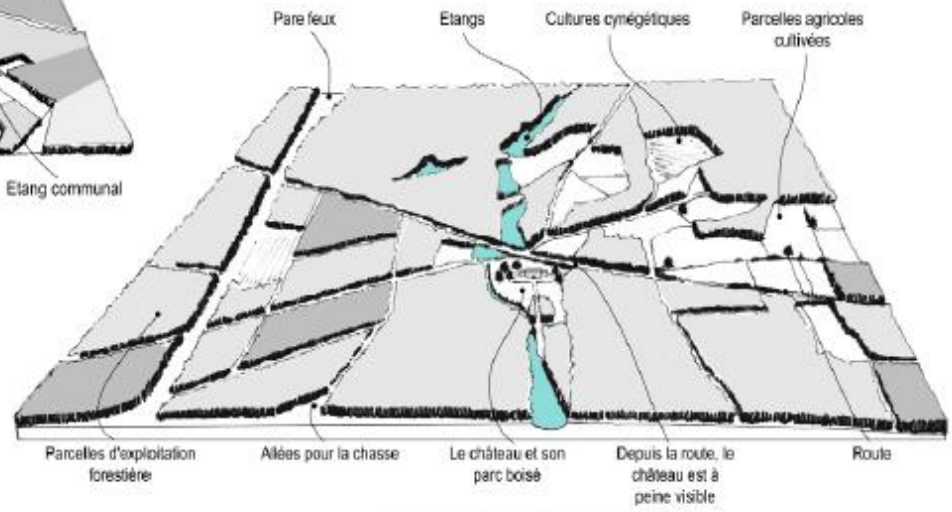 Pare feux
Etangs
Cultures cynégétiques
Parcelles agricoles
cultivées
Etang communal
Parcelles d'exploitation
forestière
Allées pour la chasse
Le château et son
parc boisé
Depuis la route, le
château est à
peine visible
Route